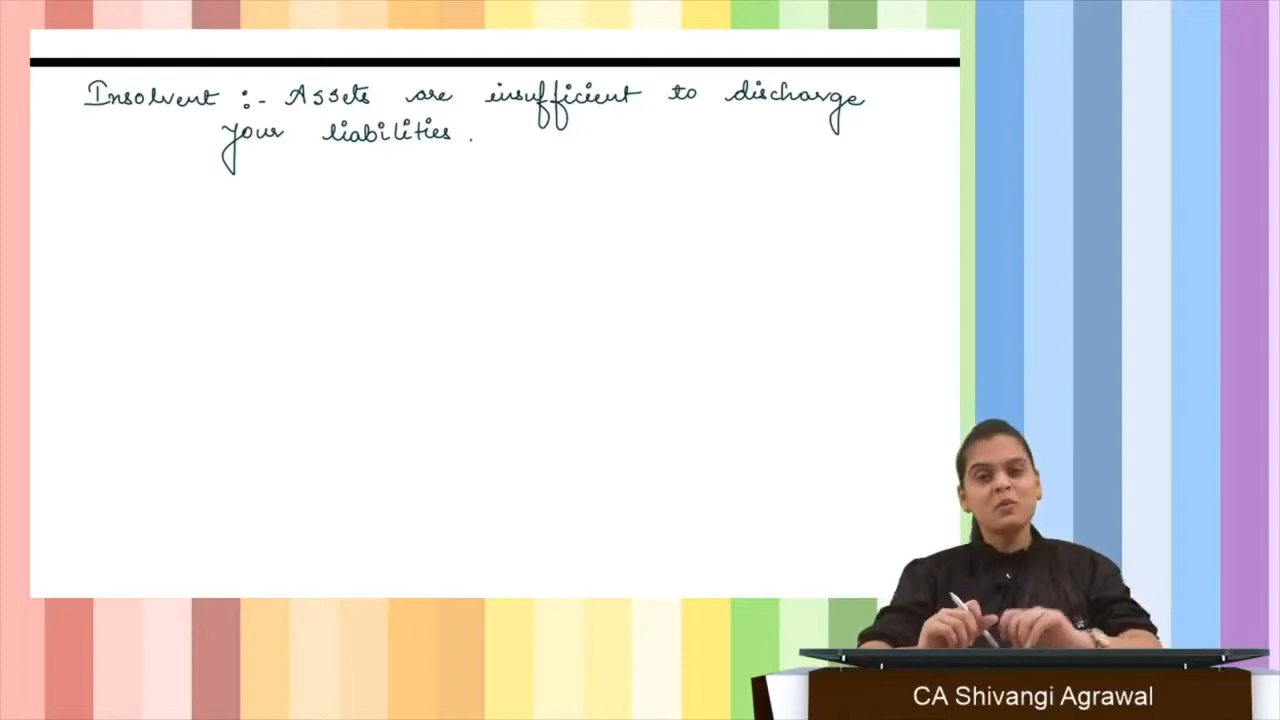 Insolvent :- Assets are insufficient to discharge
your liabilities.
CA Shivangi Agrawal